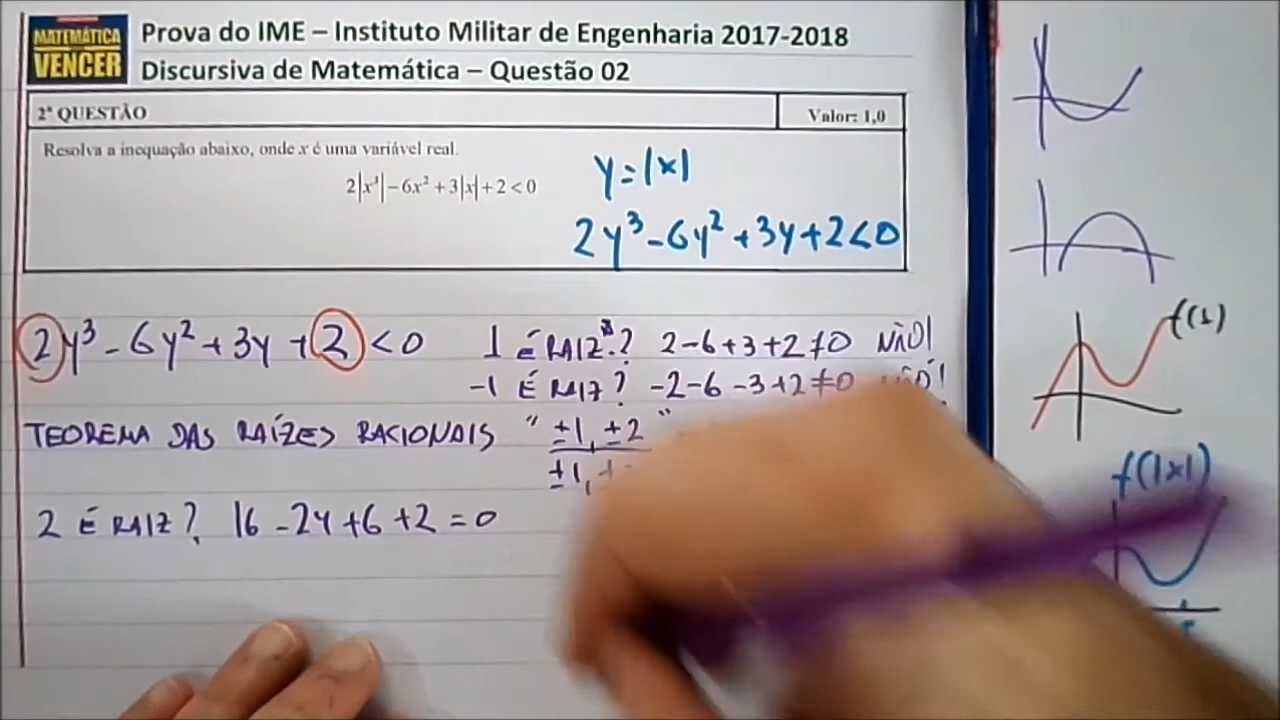 MATEMÁTICA
VENCER
Prova do IME – Instituto Militar de Engenharia 2017-2018
Discursiva de Matemática – Questão 02
2ª QUESTÃO
Valor: 1,0
Resolva a inequação abaixo, onde x é uma variável real.
2|x³| – 6x² + 3|x| + 2 < 0
y = |x|
2y³ - 6y² + 3y + 2 < 0
2y³ - 6y² + 3y + 2 < 0
1 É RAIZ? 2-6+3+2≠0 NÃO!
-1 É RAIZ? -2-6-3+2≠0 NÃO!
TEOREMA DAS RAÍZES RACIONAIS " ±1, ±2 "
±1,
2 É RAIZ? 16 - 24 + 6 + 2 = 0
f(|x|)